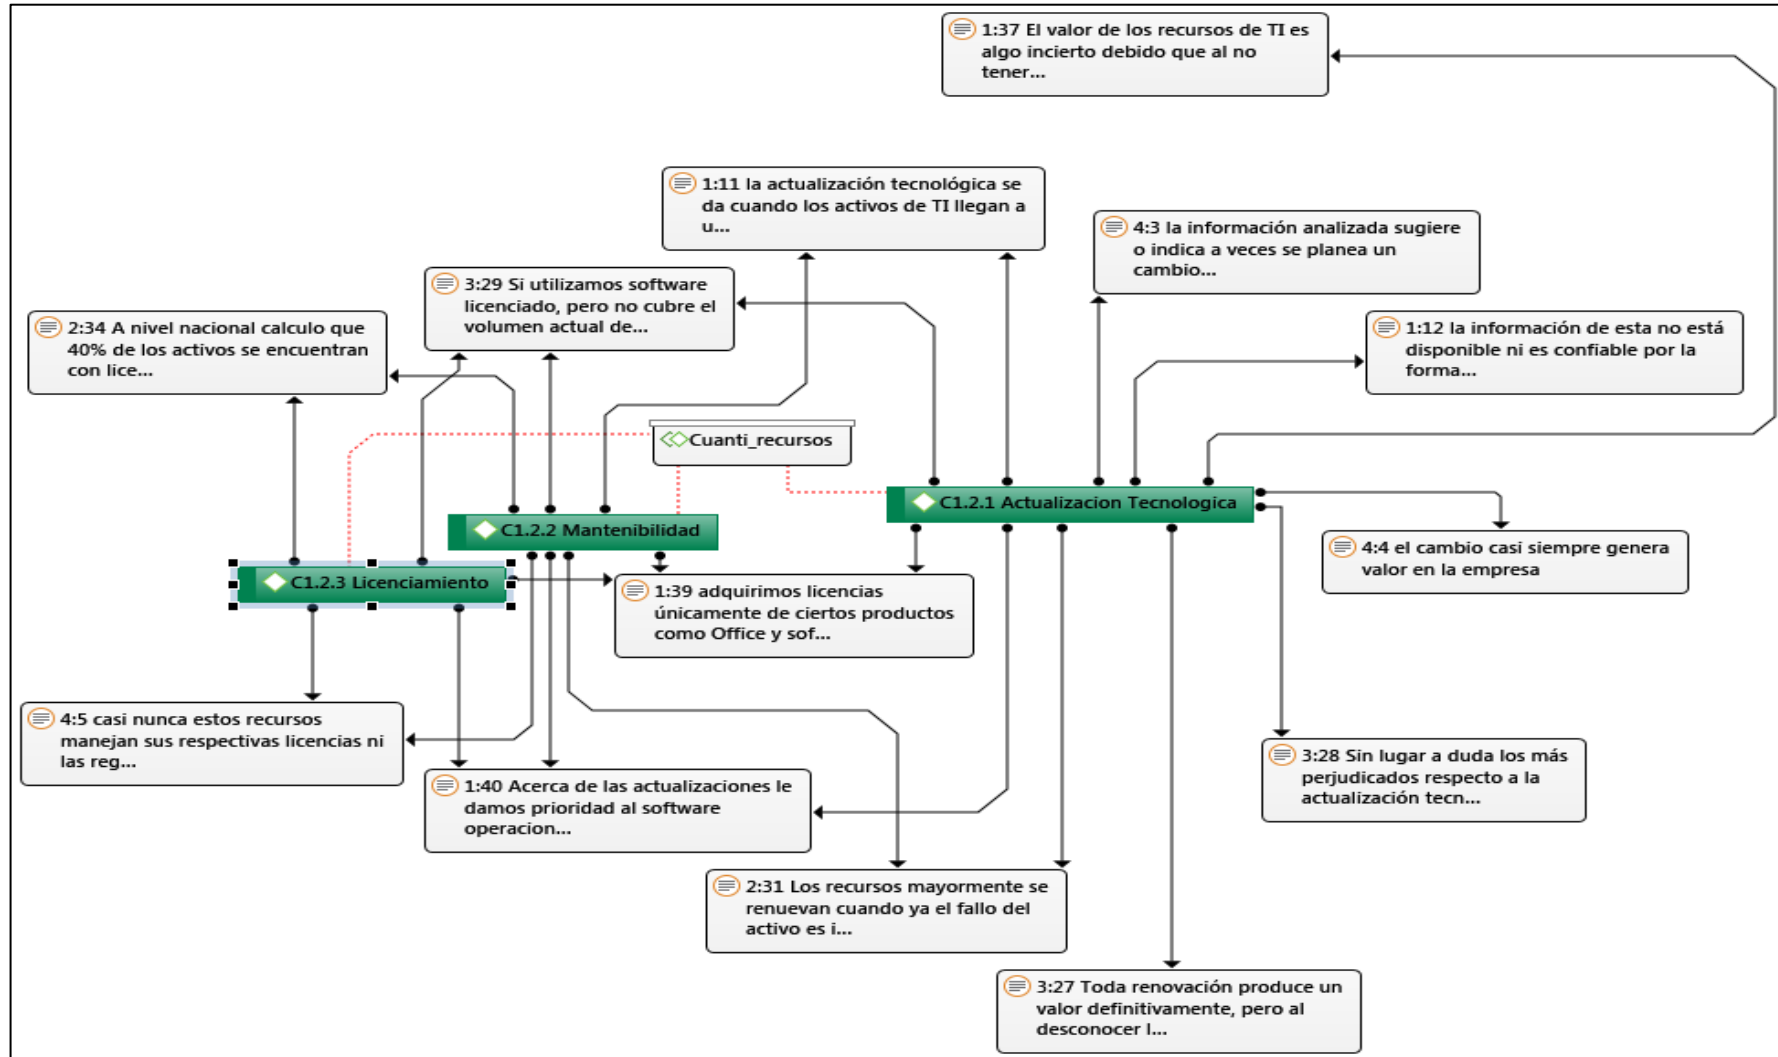 1:37 El valor de los recursos de TI es
algo incierto debido que al no
tener...
1:11 la actualización tecnológica se
da cuando los activos de TI llegan a
u...
4:3 la información analizada sugiere
o indica a veces se planea un
cambio...
3:29 Si utilizamos software
licenciado, pero no cubre el
volumen actual de...
2:34 A nivel nacional calculo que
40% de los activos se encuentran
con lice...
1:12 la información de esta no está
disponible ni es confiable por la
forma...
Cuanti_recursos
C1.2.1 Actualizacion Tecnologica
C1.2.2 Mantenibilidad
C1.2.3 Licenciamiento
4:4 el cambio casi siempre genera
valor en la empresa
1:39 adquirimos licencias
únicamente de ciertos productos
como Office y sof...
4:5 casi nunca estos recursos
manejan sus respectivas licencias ni
las reg...
3:28 Sin lugar a duda los más
perjudicados respecto a la
actualización tecn...
1:40 Acerca de las actualizaciones le
damos prioridad al software
operacion...
2:31 Los recursos mayormente se
renuevan cuando ya el fallo del
activo es i...
3:27 Toda renovación produce un
valor definitivamente, pero al
desconocer l...